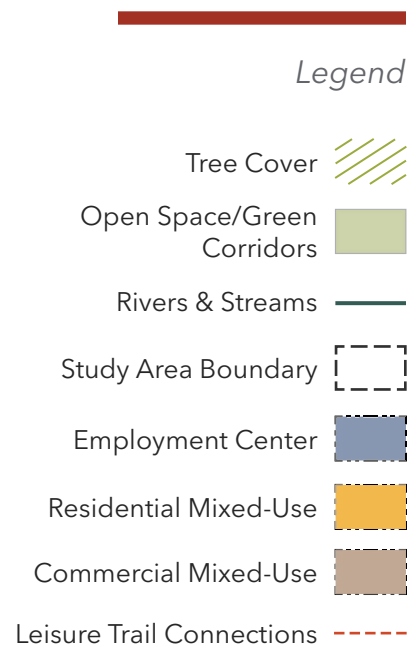 Legend
Tree Cover
Open Space/Green
Corridors
Rivers & Streams
Study Area Boundary
Employment Center
Residential Mixed-Use
Commercial Mixed-Use
Leisure Trail Connections